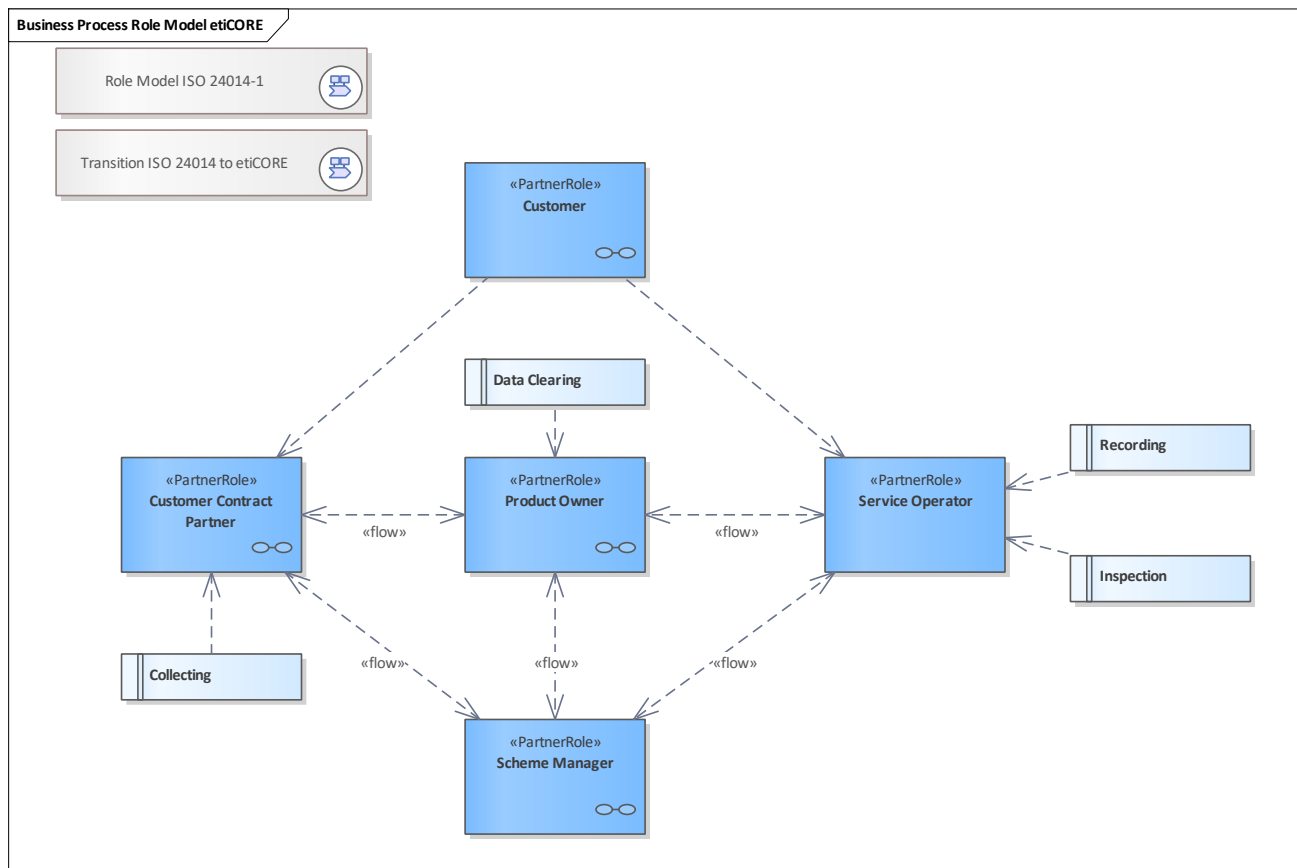 Business Process Role Model etiCORE
Role Model ISO 24014-1
Transition ISO 24014 to etiCORE
«PartnerRole»
Customer
Data Clearing
«PartnerRole»
Customer Contract
Partner
«flow»
«PartnerRole»
Product Owner
«flow»
«PartnerRole»
Service Operator
Recording
Inspection
Collecting
«flow»
«flow»
«flow»
«PartnerRole»
Scheme Manager